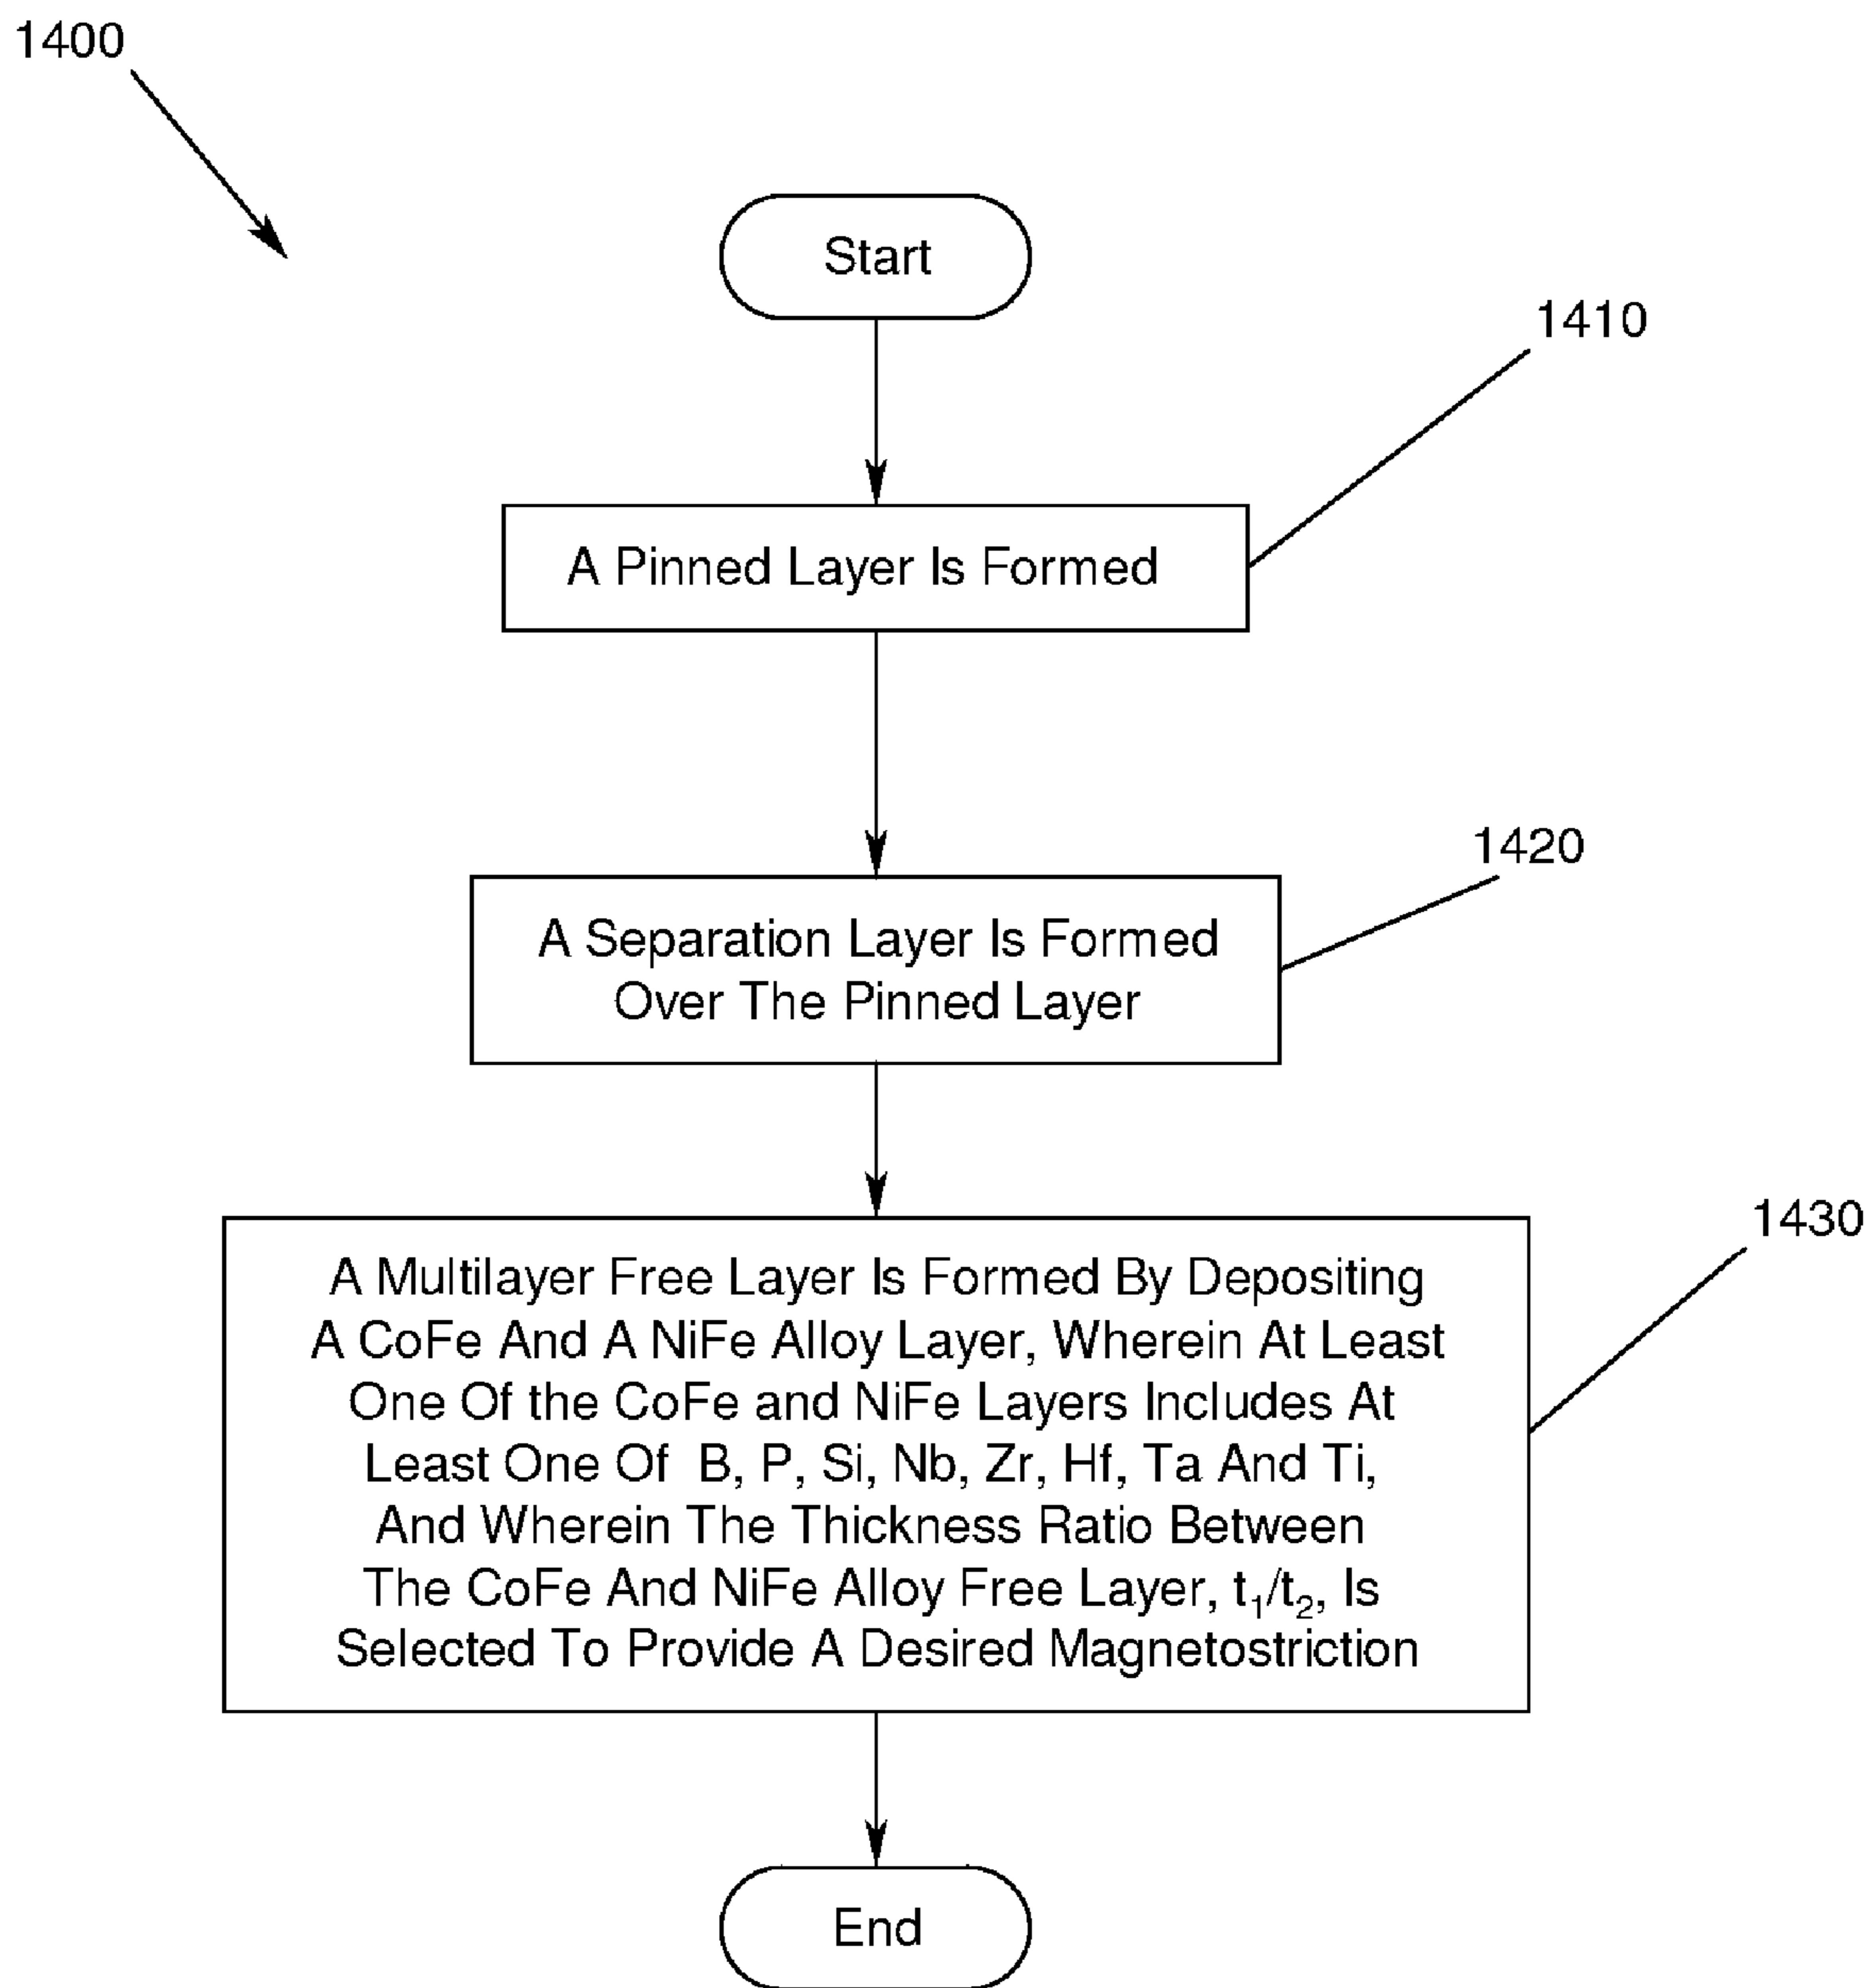 1400
Start
1410
A Pinned Layer Is Formed
1420
A Separation Layer Is Formed
Over The Pinned Layer
1430
A Multilayer Free Layer Is Formed By Depositing
A CoFe And A NiFe Alloy Layer, Wherein At Least
One Of the CoFe and NiFe Layers Includes At
Least One Of B, P, Si, Nb, Zr, Hf, Ta And Ti,
And Wherein The Thickness Ratio Between
The CoFe And NiFe Alloy Free Layer, t₁/t₂, Is
Selected To Provide A Desired Magnetostriction
End